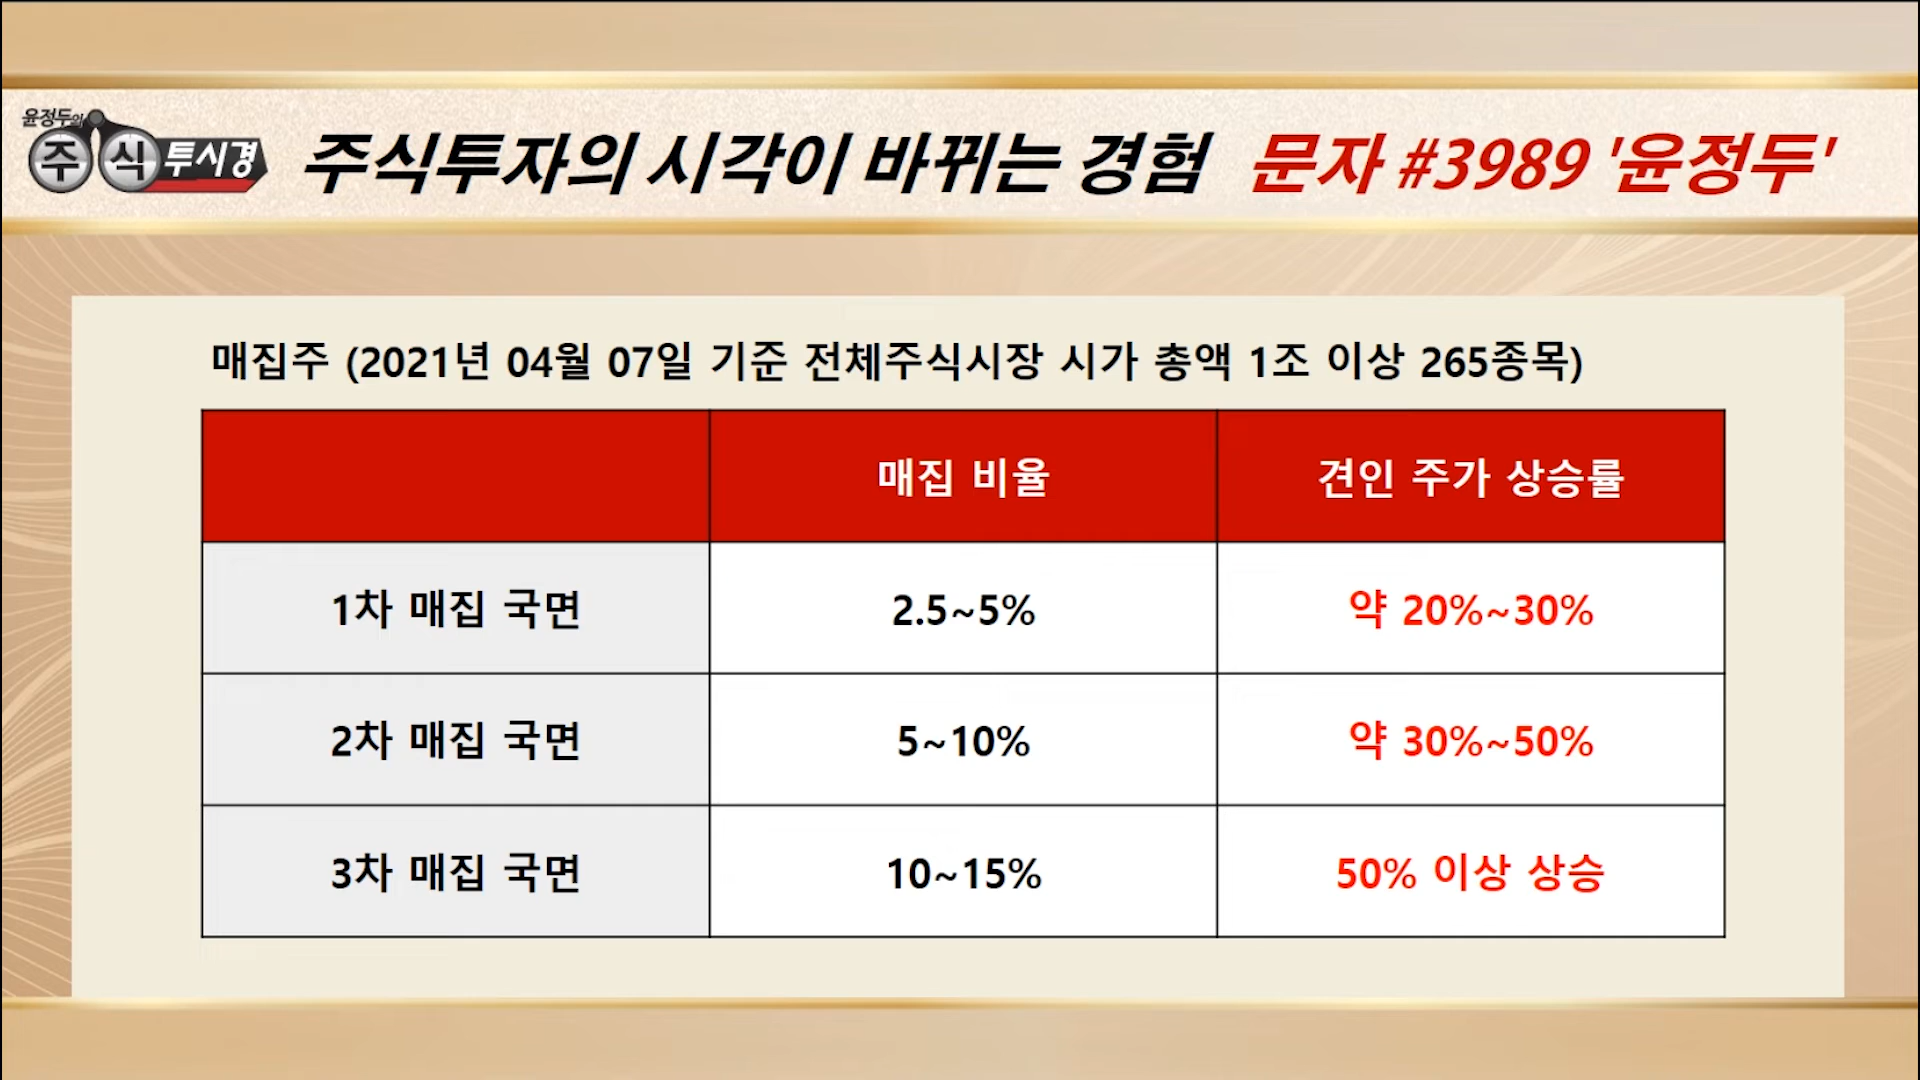 윤정두의
주식투시경
주식투자의 시각이 바뀌는 경험 문자 #3989 '윤정두'
매집주 (2021년 04월 07일 기준 전체주식시장 시가 총액 1조 이상 265종목)
매집 비율 견인 주가 상승률
1차 매집 국면 2.5~5% 약 20%~30%
2차 매집 국면 5~10% 약 30%~50%
3차 매집 국면 10~15% 50% 이상 상승